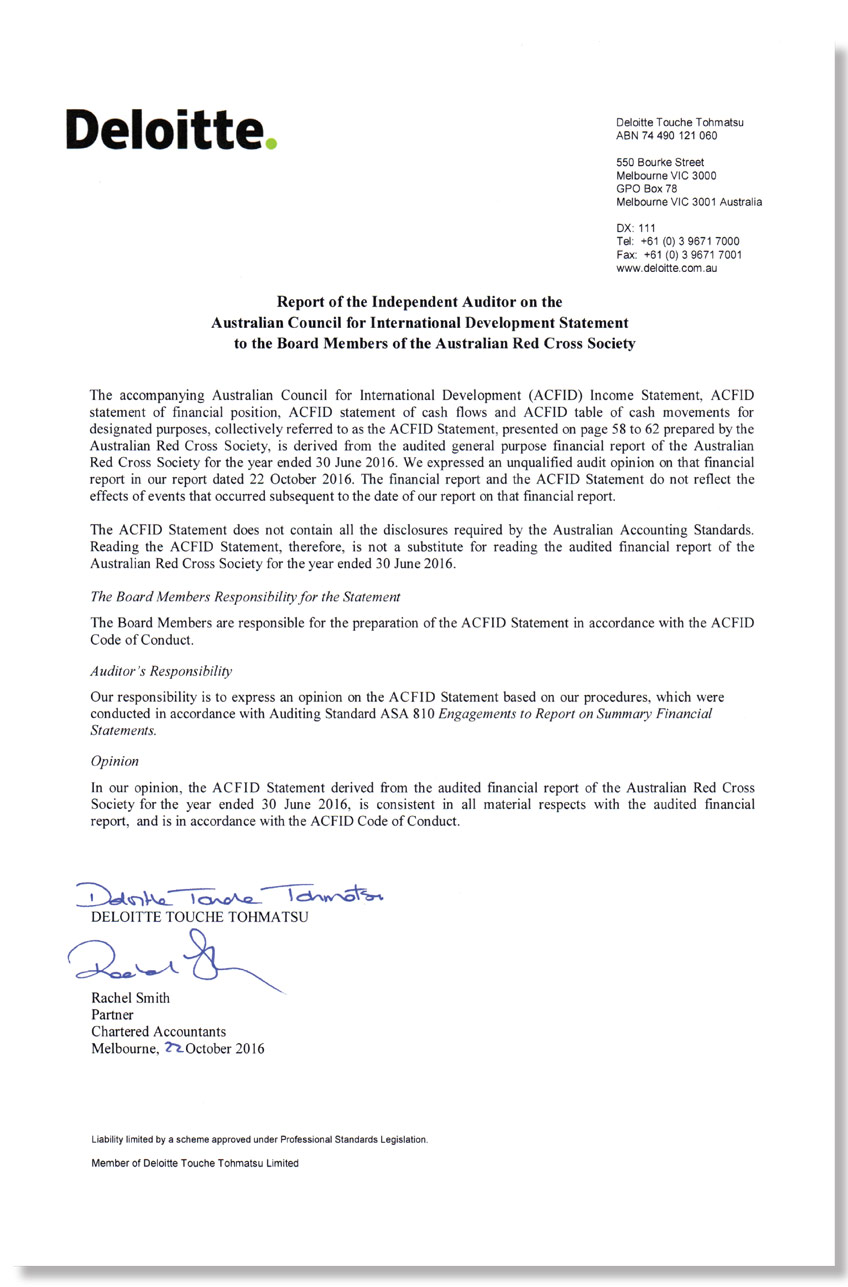 Deloitte.
Deloitte Touche Tohmatsu
ABN 74 490 121 060
550 Bourke Street
Melbourne VIC 3000
GPO Box 78
Melbourne VIC 3001 Australia
DX: 111
Tel: +61 (0) 3 9671 7000
Fax: +61 (0) 3 9671 7001
www.deloitte.com.au
Report of the Independent Auditor on the
Australian Council for International Development Statement
to the Board Members of the Australian Red Cross Society
The accompanying Australian Council for International Development (ACFID) Income Statement, ACFID
statement of financial position, ACFID statement of cash flows and ACFID table of cash movements for
designated purposes, collectively referred to as the ACFID Statement, presented on page 58 to 62 prepared by the
Australian Red Cross Society, is derived from the audited general purpose financial report of the Australian
Red Cross Society for the year ended 30 June 2016. We expressed an unqualified audit opinion on that financial
report in our report dated 22 October 2016. The financial report and the ACFID Statement do not reflect the
effects of events that occurred subsequent to the date of our report on that financial report.
The ACFID Statement does not contain all the disclosures required by the Australian Accounting Standards.
Reading the ACFID Statement, therefore, is not a substitute for reading the audited financial report of the
Australian Red Cross Society for the year ended 30 June 2016.
The Board Members Responsibility for the Statement
The Board Members are responsible for the preparation of the ACFID Statement in accordance with the ACFID
Code of Conduct.
Auditor's Responsibility
Our responsibility is to express an opinion on the ACFID Statement based on our procedures, which were
conducted in accordance with Auditing Standard ASA 810 Engagements to Report on Summary Financial
Statements.
Opinion
In our opinion, the ACFID Statement derived from the audited financial report of the Australian Red Cross
Society for the year ended 30 June 2016, is consistent in all material respects with the audited financial
report, and is in accordance with the ACFID Code of Conduct.
Deloitte Touche Tohmatsu
DELOITTE TOUCHE TOHMATSU
Rachel Smith
Partner
Chartered Accountants
Melbourne, 22 October 2016
Liability limited by a scheme approved under Professional Standards Legislation.
Member of Deloitte Touche Tohmatsu Limited